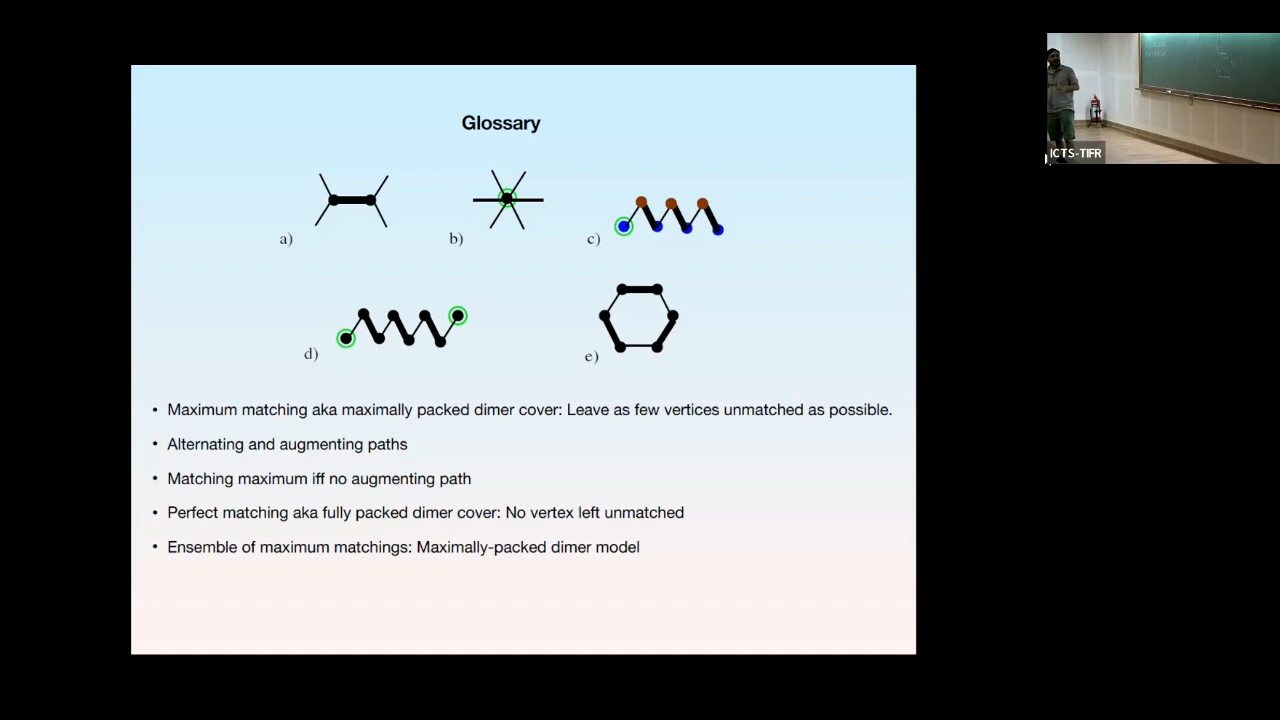 Glossary
a)
b)
c)
d)
e)
• Maximum matching aka maximally packed dimer cover: Leave as few vertices unmatched as possible.
• Alternating and augmenting paths
• Matching maximum iff no augmenting path
• Perfect matching aka fully packed dimer cover: No vertex left unmatched
• Ensemble of maximum matchings: Maximally-packed dimer model
ICTS-TIFR